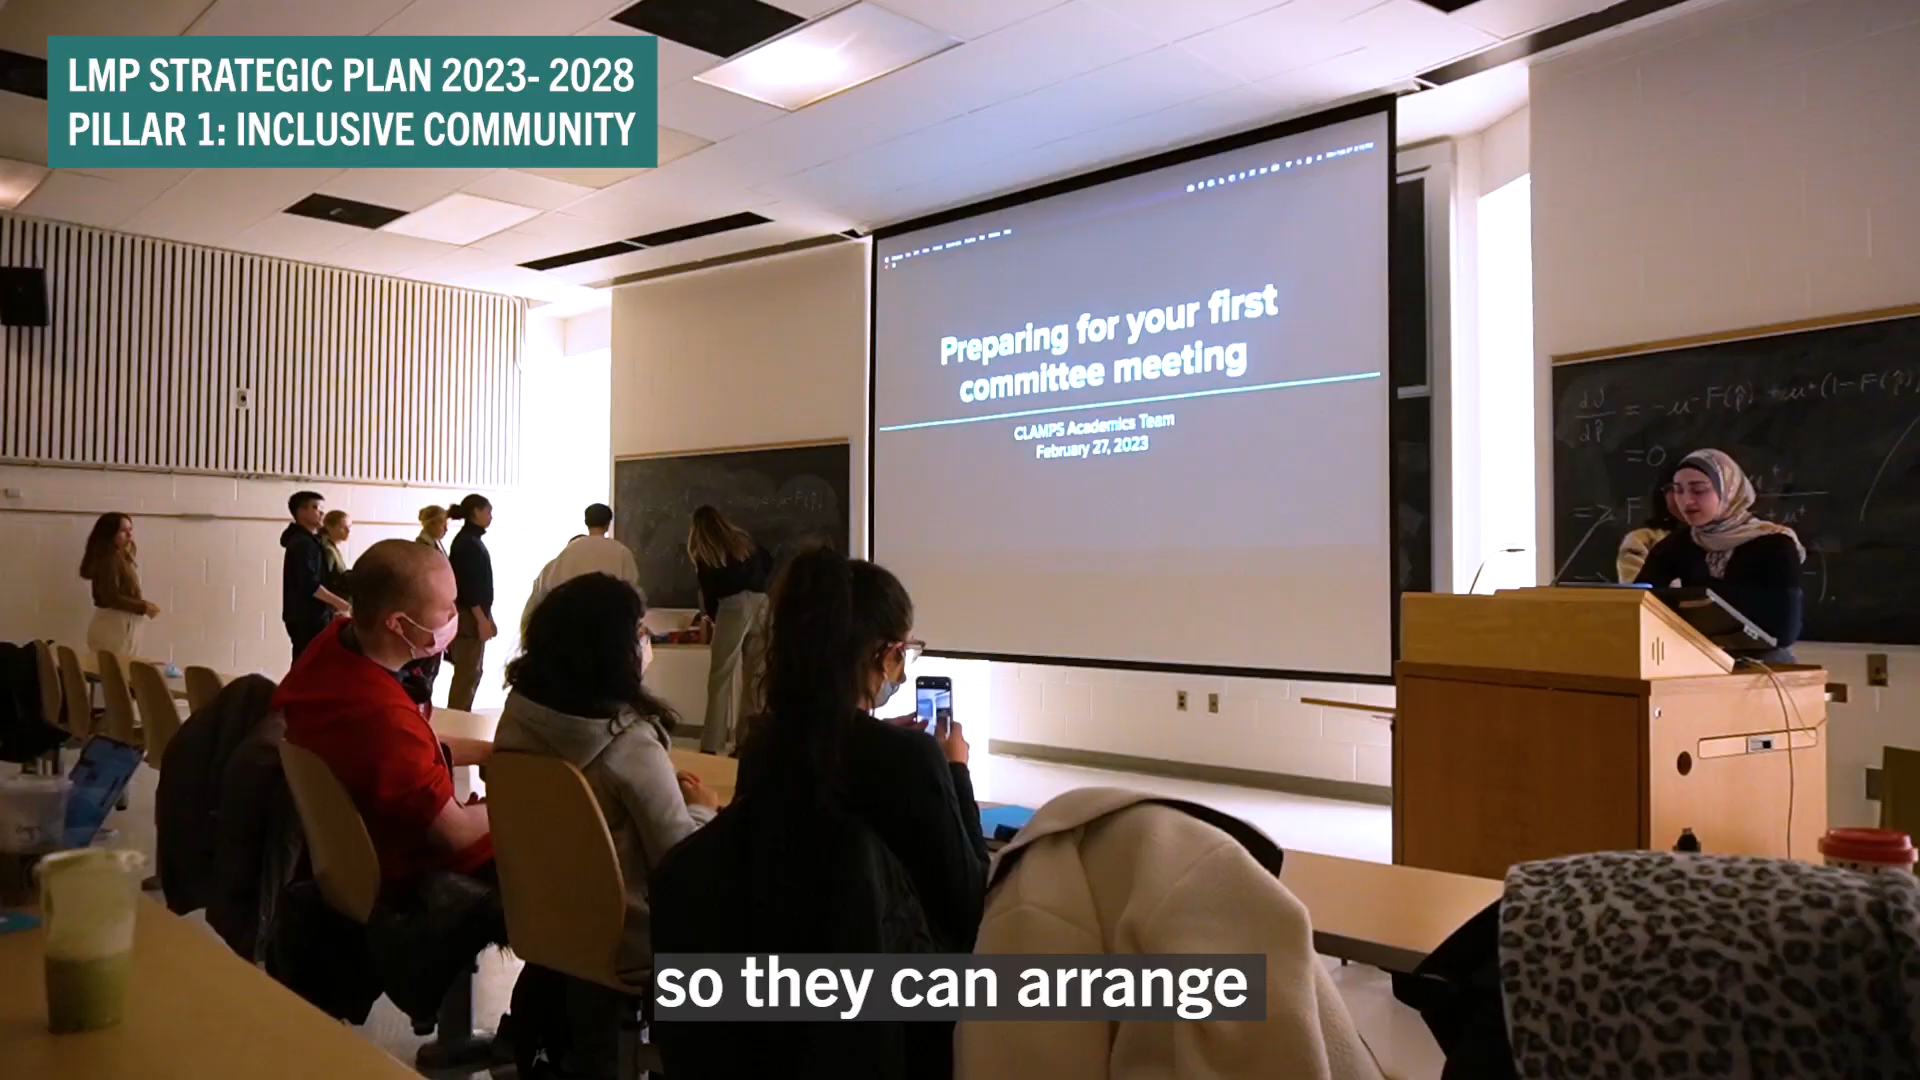 LMP STRATEGIC PLAN 2023- 2028
PILLAR 1: INCLUSIVE COMMUNITY
Preparing for your first
committee meeting
CLAMPS Academics Team
February 27, 2023
so they can arrange